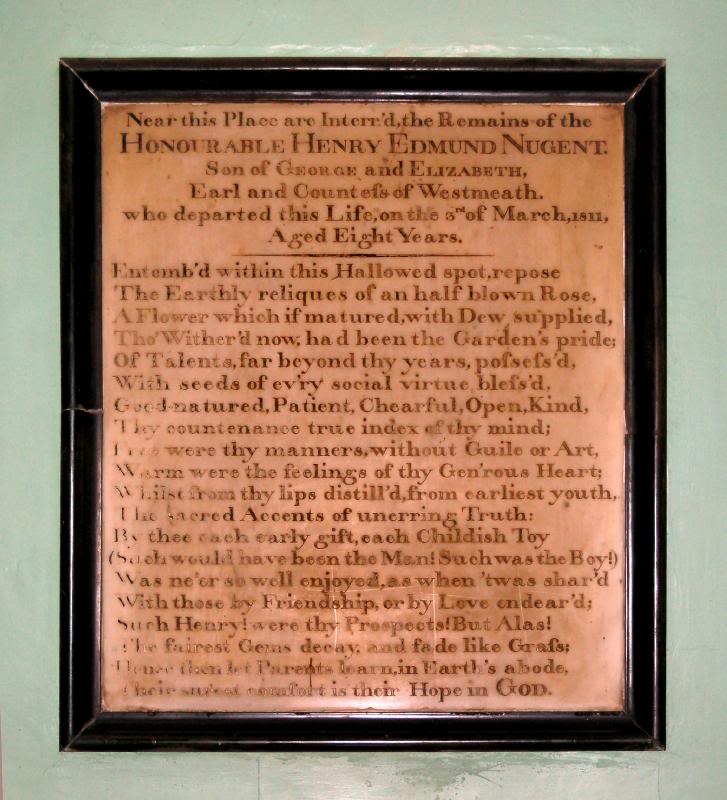 Near this Place are Interr'd, the Remains of the
HONOURABLE HENRY EDMUND NUGENT.
Son of GEORGE and ELIZABETH,
Earl and Counteſs of Westmeath.
who departed this Life, on the 3rd of March, 1811,
Aged Eight Years.
Entomb'd within this Hallowed spot, repose
The Earthly reliques of an half blown Rose,
A Flower which if matured, with Dew supplied,
Tho' Wither'd now, had been the Garden's pride;
Of Talents, far beyond thy years, poſseſs'd,
With seeds of ev'ry social virtue bleſs'd,
Good-natured, Patient, Chearful, Open, Kind,
Thy countenance true index of thy mind;
Free were thy manners, without Guile or Art,
Warm were the feelings of thy Gen'rous Heart;
Whilst from thy lips distill'd, from earliest youth,
The sacred Accents of unerring Truth:
By thee each early gift, each Childish Toy
(Such would have been the Man! Such was the Boy!)
Was ne'er so well enjoyed, as when 'twas shar'd
With those by Friendship, or by Love endear'd;
Such Henry! were thy Prospects! But Alas!
The fairest Gems decay, and fade like Graſs;
Hence then let Parents learn, in Earth's abode,
Their surest comfort is their Hope in GOD.